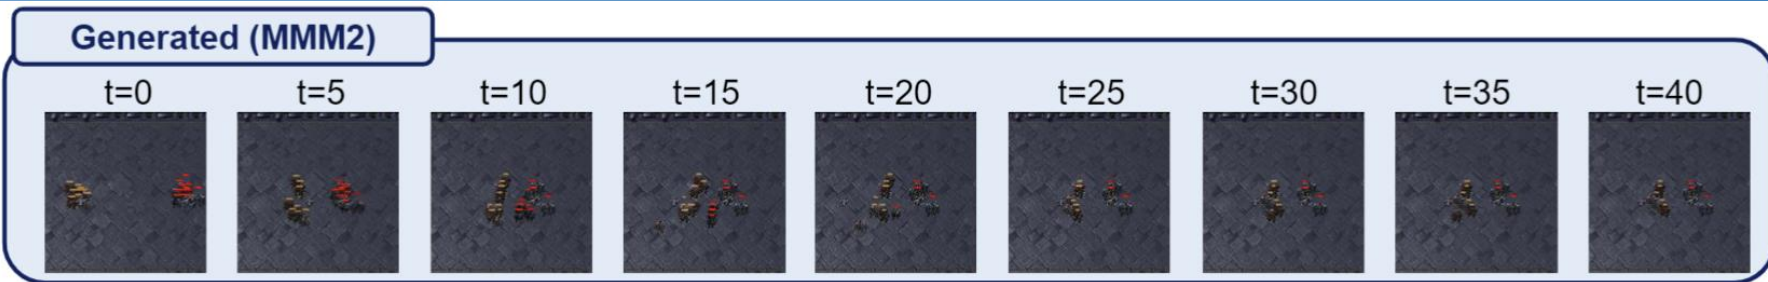 Generated (MMM2)
t=0 t=5 t=10 t=15 t=20 t=25 t=30 t=35 t=40